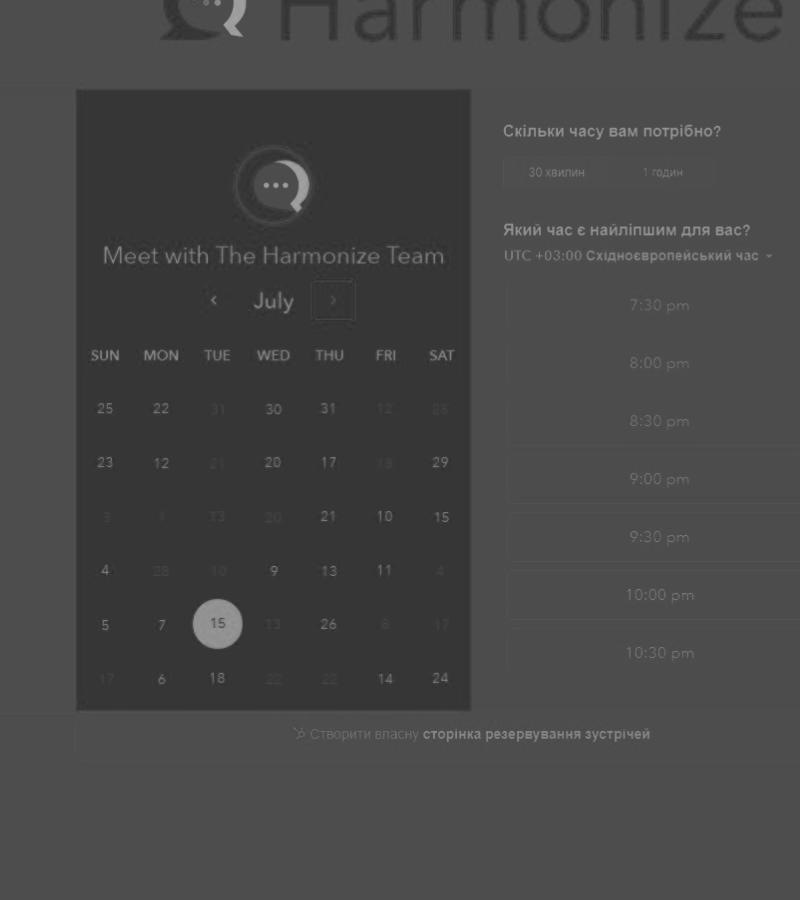 Harmonize
Meet with The Harmonize Team
July
SUN MON TUE WED THU FRI SAT
25 22 31 30 31 12 28
23 12 21 20 17 18 29
3 1 13 20 21 10 15
4 28 10 9 13 11 4
5 7 15 13 26 8 17
17 6 18 22 22 14 24
Скільки часу вам потрібно?
30 хвилин 1 годин
Який час є найліпшим для вас?
UTC +03:00 Східноєвропейський час
7:30 pm
8:00 pm
8:30 pm
9:00 pm
9:30 pm
10:00 pm
10:30 pm
Створити власну сторінка резервування зустрічей